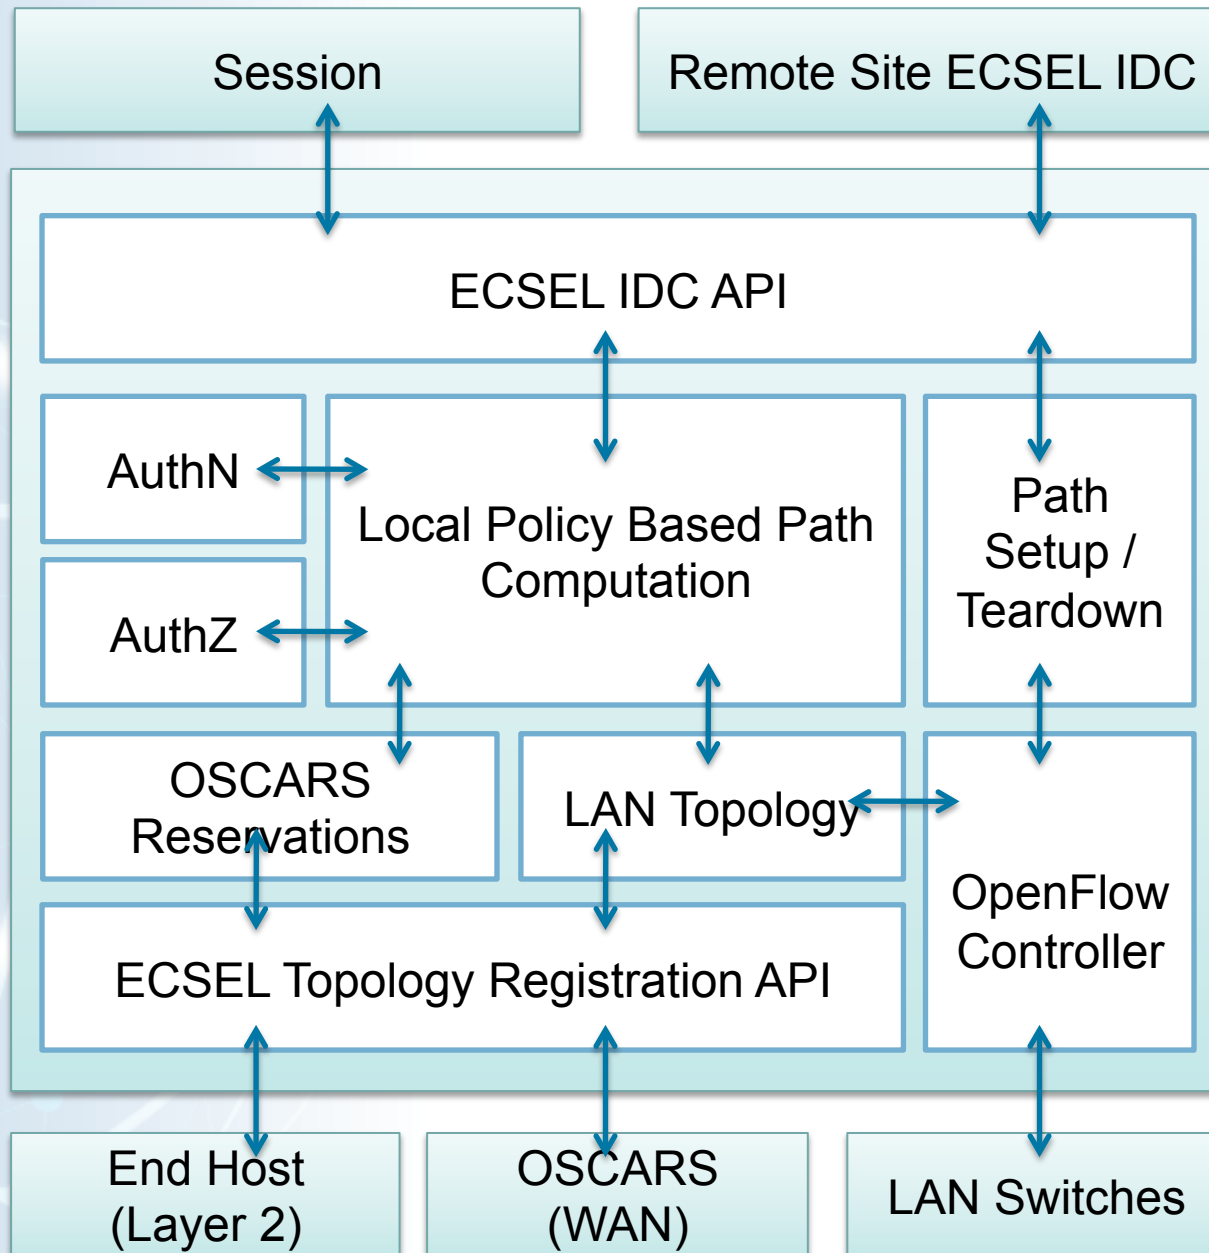 Session
Remote Site ECSEL IDC
ECSEL IDC API
AuthN
Local Policy Based Path
Computation
Path
Setup /
Teardown
AuthZ
OSCARS
Reservations
LAN Topology
OpenFlow
Controller
ECSEL Topology Registration API
End Host
(Layer 2)
OSCARS
(WAN)
LAN Switches